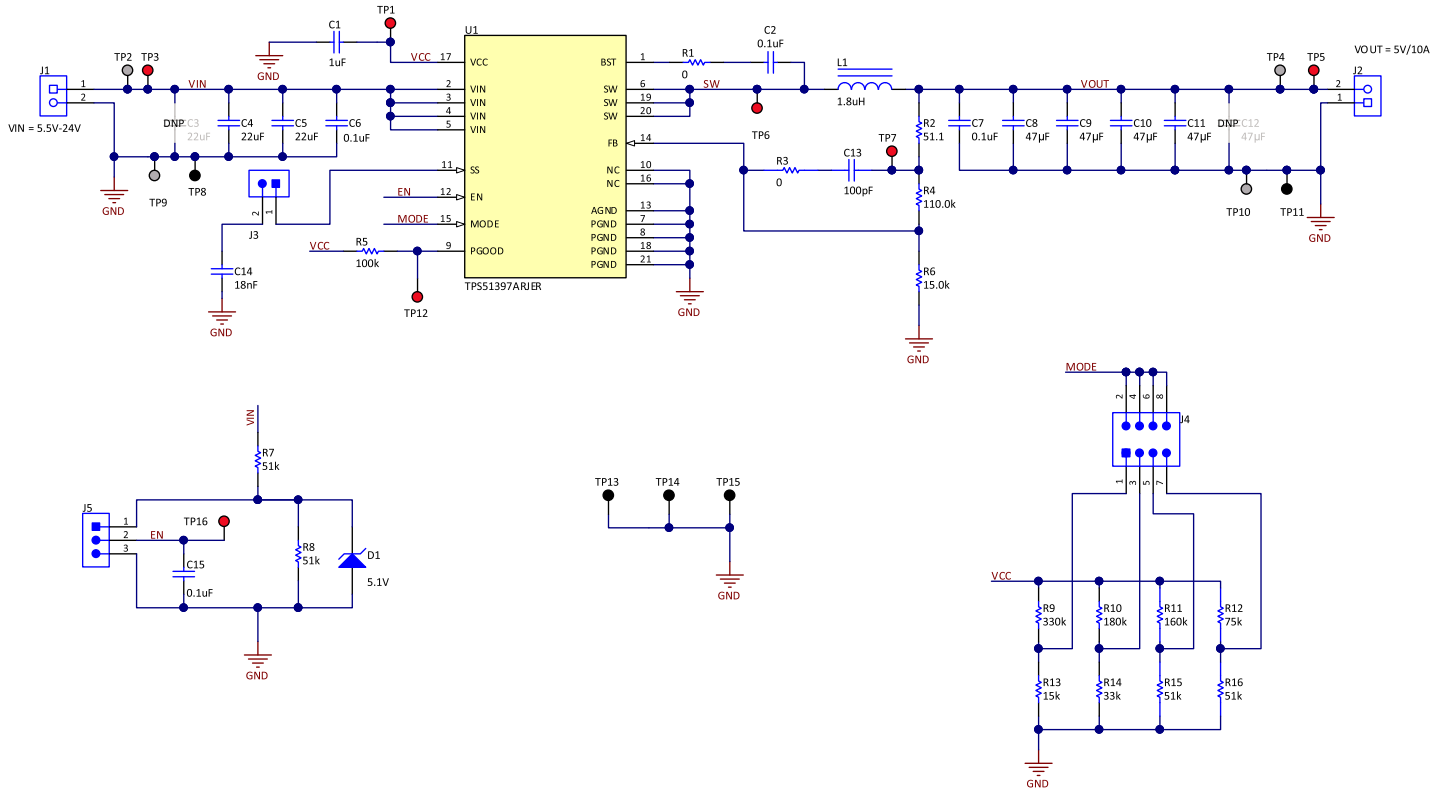 TP1
U1
C1
1uF
GND
VCC
17
VCC
BST
1
R1
0
C2
0.1uF
L1
1.8uH
SW
TP6
TP2
TP3
J1
1
2
VIN = 5.5V-24V
VIN
DNP
C3
22uF
C4
22uF
C5
22uF
C6
0.1uF
TP9
TP8
GND
2
VIN
3
VIN
4
VIN
5
VIN
SW
6
SW
19
SW
20
FB
14
NC
10
NC
16
AGND
13
PGND
7
PGND
8
PGND
18
PGND
21
11
SS
EN
12
EN
MODE
15
MODE
VCC
R5
100k
9
PGOOD
TPS51397ARJER
TP12
2
1
J3
C14
18nF
GND
GND
R2
51.1
TP7
R3
0
C13
100pF
R4
110.0k
R6
15.0k
GND
VOUT
C7
0.1uF
C8
47µF
C9
47µF
C10
47µF
C11
47µF
DNP
C12
47µF
TP4
TP5
VOUT = 5V/10A
J2
2
1
TP10
TP11
GND
VIN
R7
51k
J5
1
2
3
EN
TP16
C15
0.1uF
R8
51k
D1
5.1V
GND
TP13
TP14
TP15
GND
MODE
2
4
6
8
J4
1
3
5
7
VCC
R9
330k
R10
180k
R11
160k
R12
75k
R13
15k
R14
33k
R15
51k
R16
51k
GND